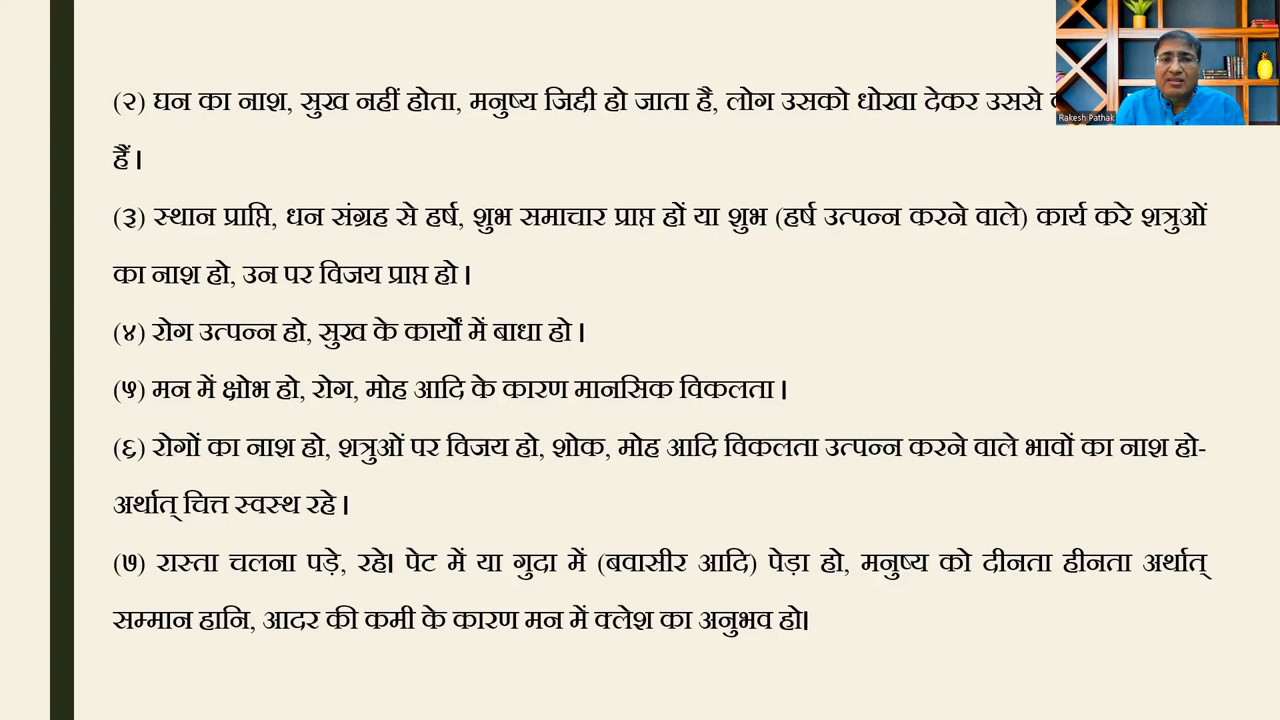 (२) घन का नाश, सुख नहीं होता, मनुष्य जिद्दी हो जाता है, लोग उसको धोखा देकर उससे
हैं ।
(३) स्थान प्राप्ति, धन संग्रह से हर्ष, शुभ समाचार प्राप्त हों या शुभ (हर्ष उत्पन्न करने वाले) कार्य करे शत्रुओं
का नाश हो, उन पर विजय प्राप्त हो ।
(४) रोग उत्पन्न हो, सुख के कार्यों में बाधा हो ।
(५) मन में क्षोभ हो, रोग, मोह आदि के कारण मानसिक विकलता ।
(६) रोगों का नाश हो, शत्रुओं पर विजय हो, शोक, मोह आदि विकलता उत्पन्न करने वाले भावों का नाश हो-
अर्थात् चित्त स्वस्थ रहे ।
(७) रास्ता चलना पड़े, रहे। पेट में या गुदा में (बवासीर आदि) पेड़ा हो, मनुष्य को दीनता हीनता अर्थात्
सम्मान हानि, आदर की कमी के कारण मन में क्लेश का अनुभव हो।
Rakesh Pathak